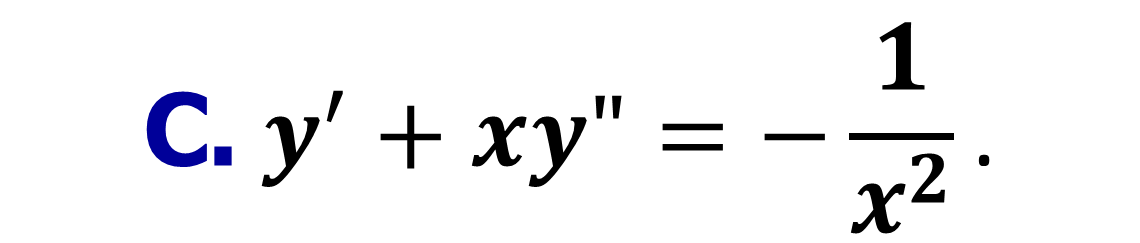 C. y′ + xy" = − 1/x² .